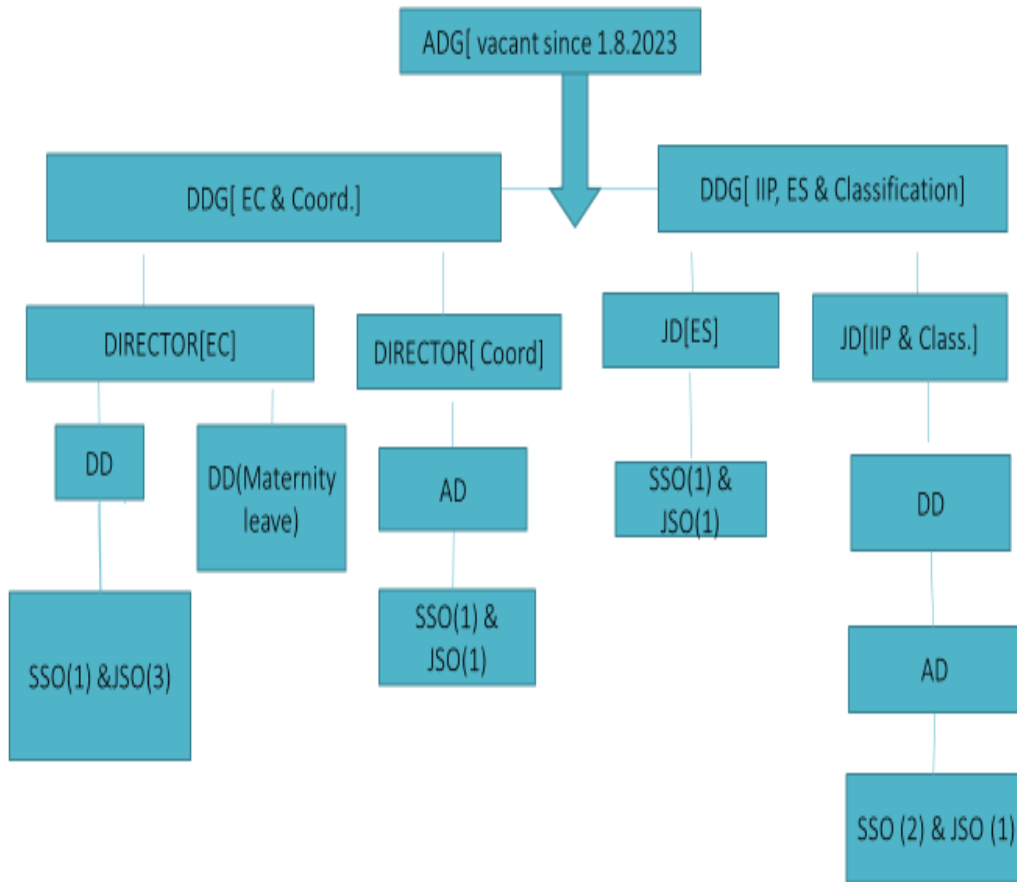 ADG[ vacant since 1.8.2023
DDG[ EC & Coord.]
DDG[ IIP, ES & Classification]
DIRECTOR[EC]
DIRECTOR[ Coord]
JD[ES]
JD[IIP & Class.]
DD
DD(Maternity
leave)
AD
SSO(1) &
JSO(1)
DD
SSO(1) &JSO(3)
SSO(1) &
JSO(1)
AD
SSO (2) & JSO (1)